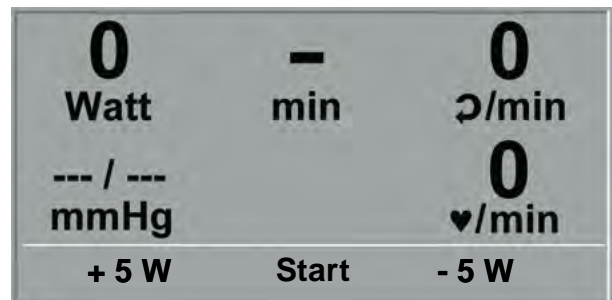 0 – 0
Watt min ⊃/min
--- / --- 0
mmHg ♥/min
+ 5 W Start - 5 W